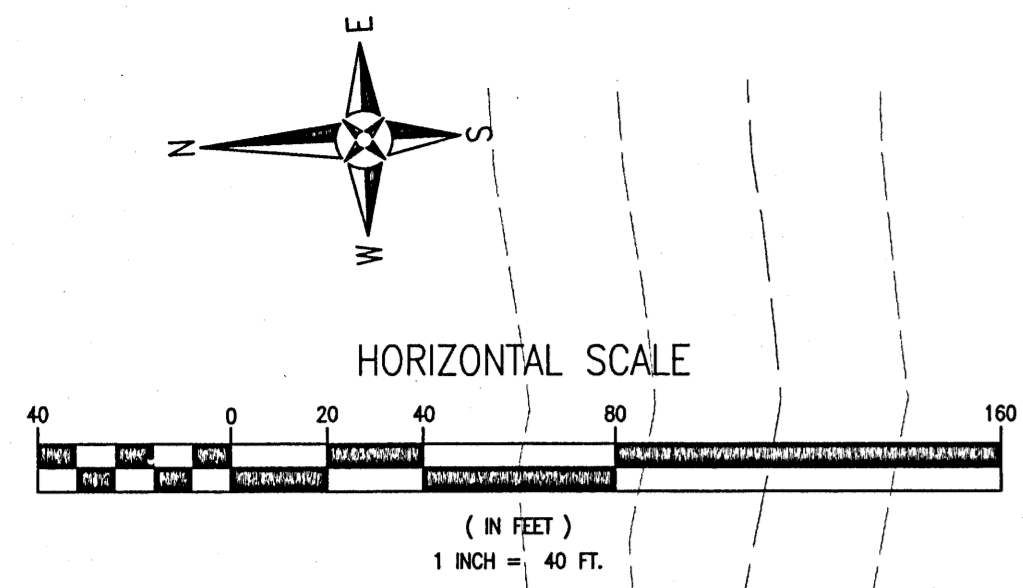 E
N
S
W
HORIZONTAL SCALE
40 0 20 40 80 160
( IN FEET )
1 INCH = 40 FT.